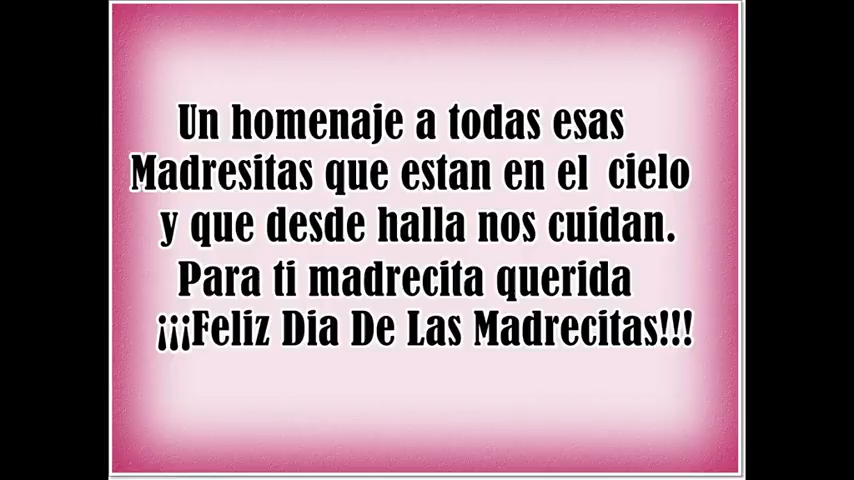 Un homenaje a todas esas
Madresitas que estan en el cielo
y que desde halla nos cuidan.
Para ti madrecita querida
¡¡¡Feliz Dia De Las Madrecitas!!!